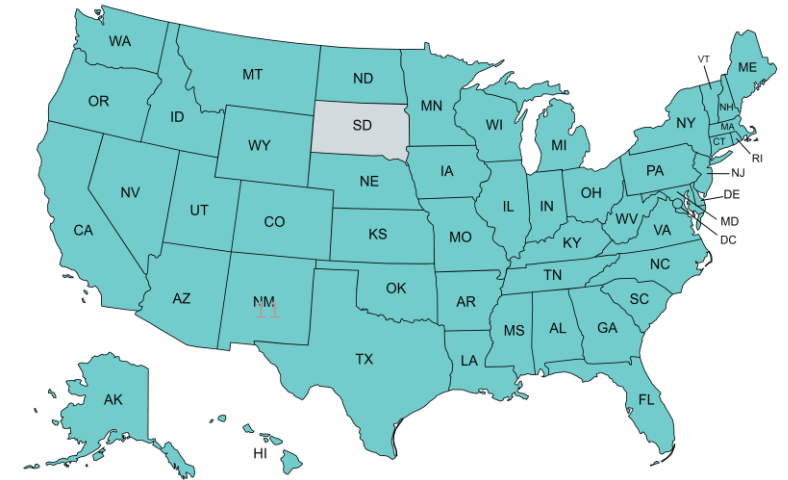 WA
MT
ND
MN
OR
ID
SD
WI
MI
VT
ME
NH
NY
MA
CT
RI
WY
IA
PA
NJ
NE
OH
DE
NV
UT
CO
IL
IN
WV
MD
CA
KS
MO
KY
VA
DC
AZ
NM
11
OK
AR
TN
NC
SC
MS
AL
GA
TX
LA
AK
FL
HI